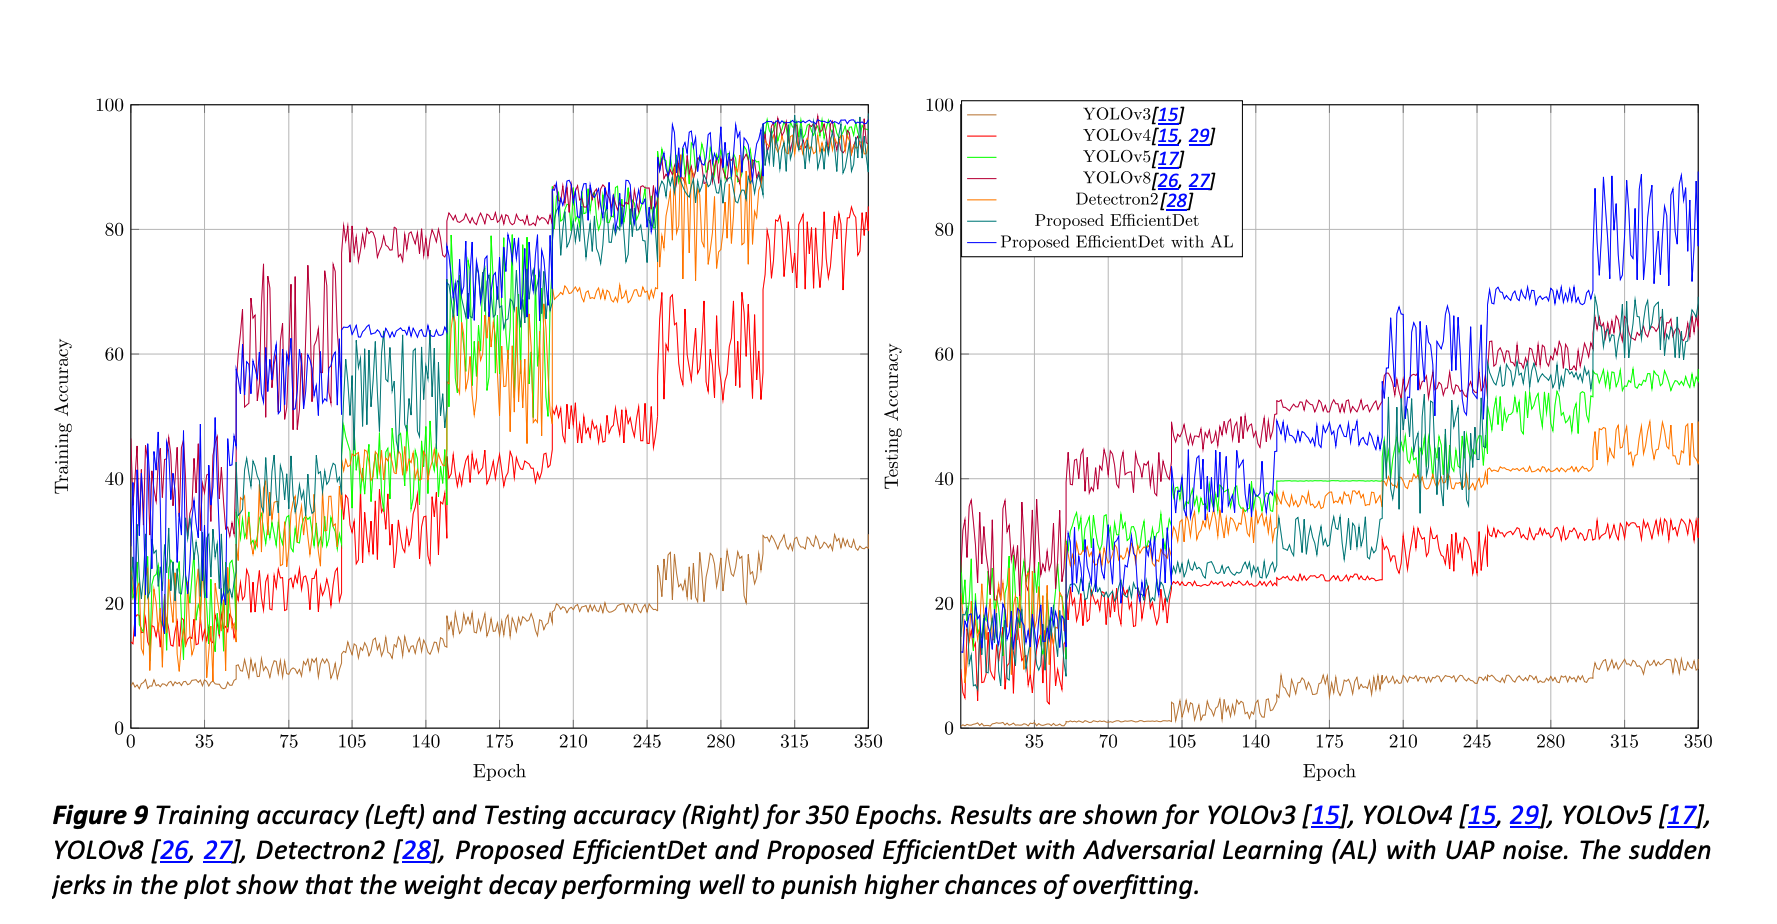 Training Accuracy
100
80
60
40
20
0
0 35 75 105 140 175 210 245 280 315 350
Epoch
Testing Accuracy
100
80
60
40
20
0
35 70 105 140 175 210 245 280 315 350
Epoch
YOLOv3[15]
YOLOv4[15, 29]
YOLOv5[17]
YOLOv8[26, 27]
Detectron2[28]
Proposed EfficientDet
Proposed EfficientDet with AL
Figure 9 Training accuracy (Left) and Testing accuracy (Right) for 350 Epochs. Results are shown for YOLOv3 [15], YOLOv4 [15, 29], YOLOv5 [17],
YOLOv8 [26, 27], Detectron2 [28], Proposed EfficientDet and Proposed EfficientDet with Adversarial Learning (AL) with UAP noise. The sudden
jerks in the plot show that the weight decay performing well to punish higher chances of overfitting.